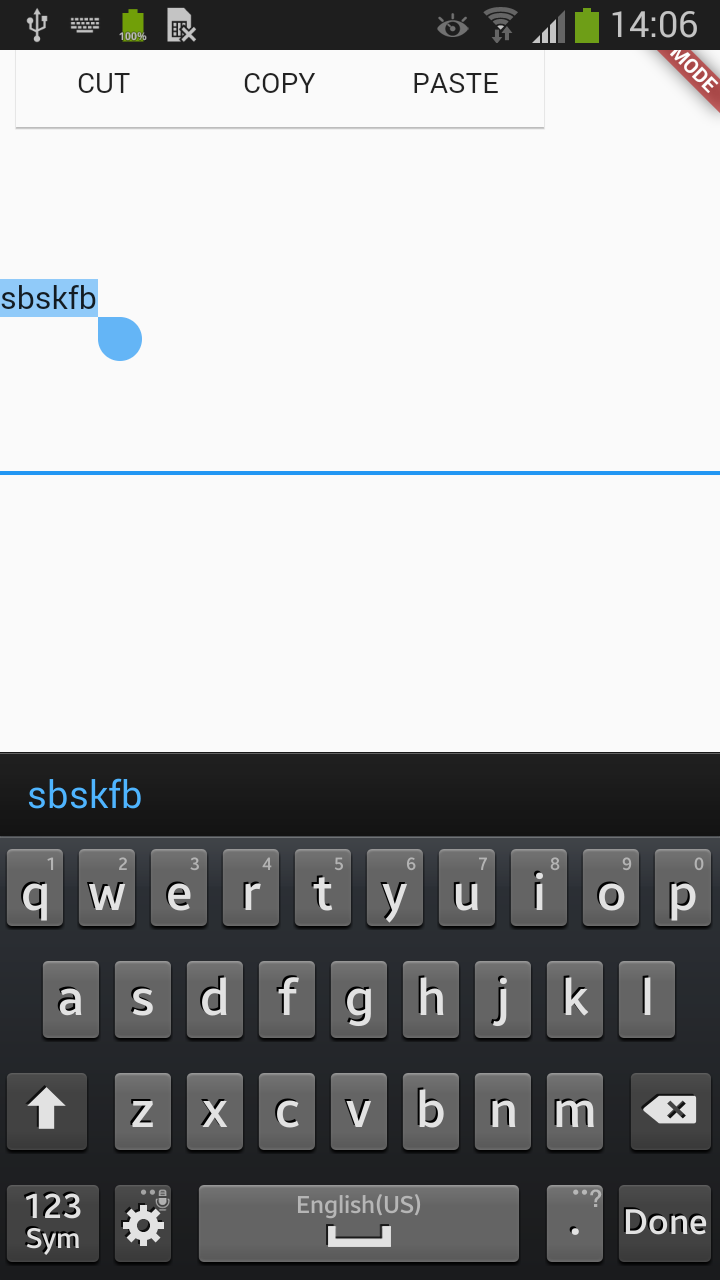 100% 14:06
MODE
CUT COPY PASTE
sbskfb
sbskfb
1 2 3 4 5 6 7 8 9 0
q w e r t y u i o p
a s d f g h j k l
z x c v b n m
123 Sym English(US) . ? Done